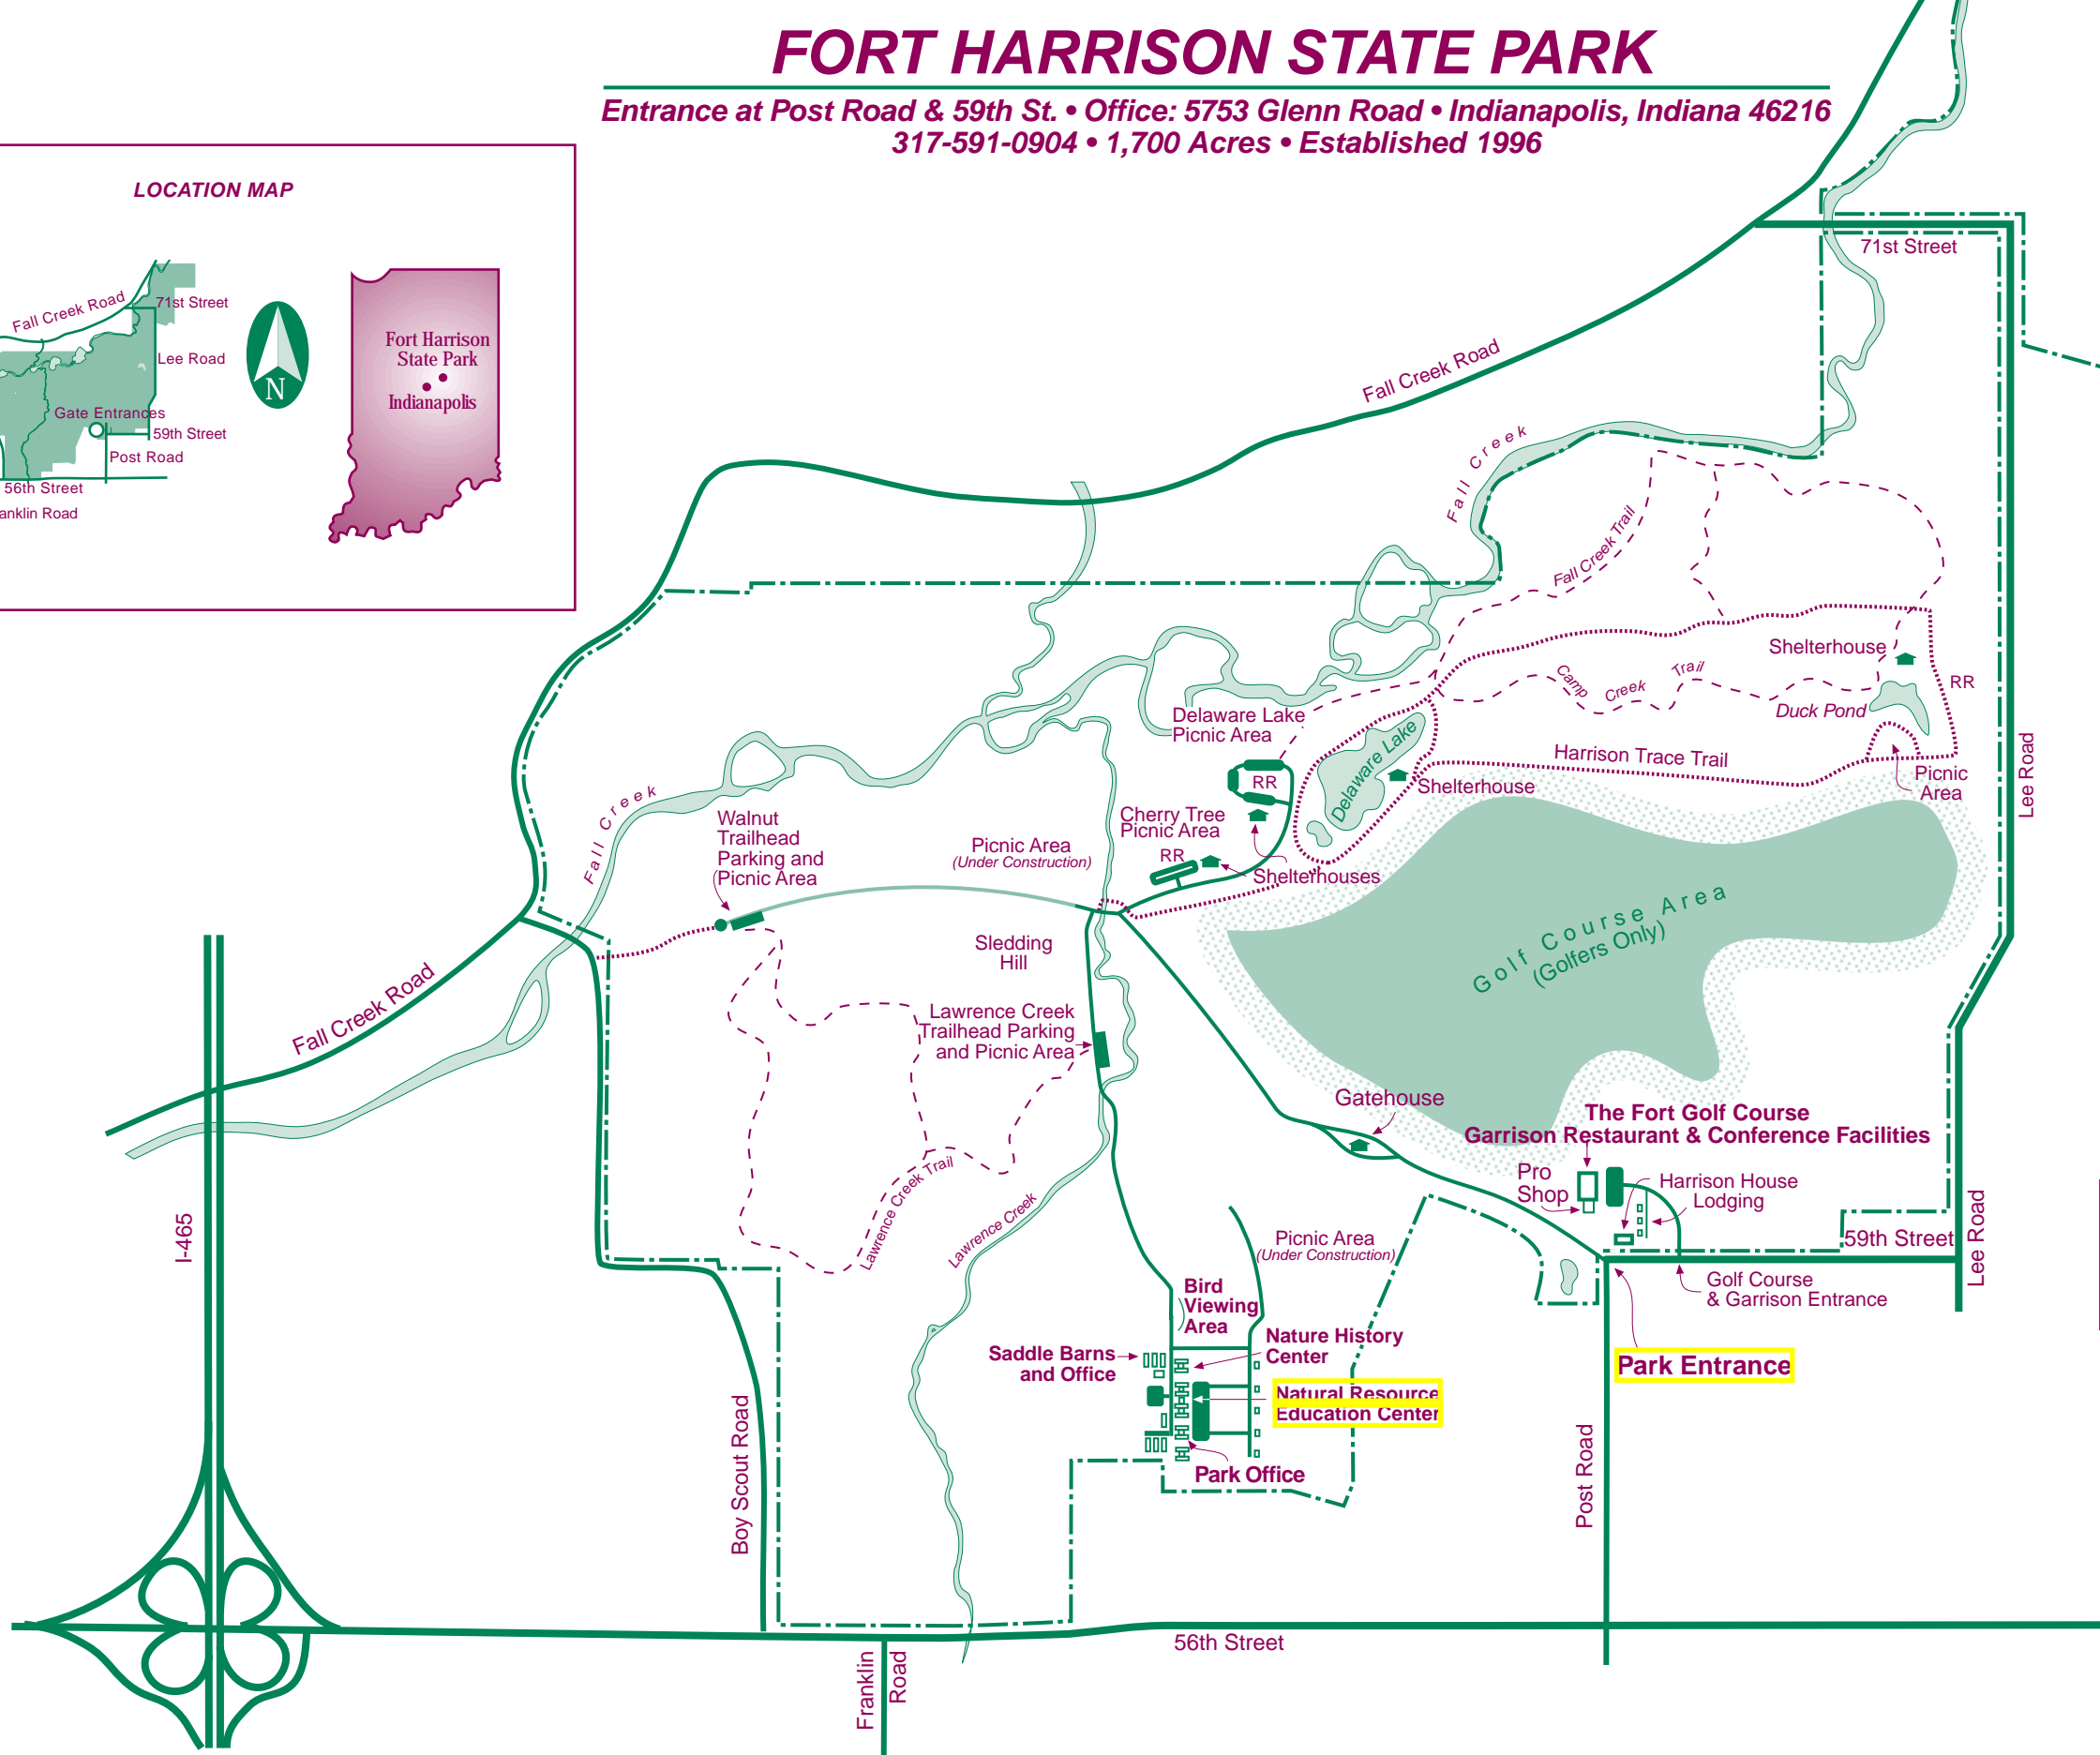 FORT HARRISON STATE PARK
Entrance at Post Road & 59th St. • Office: 5753 Glenn Road • Indianapolis, Indiana 46216
317-591-0904 • 1,700 Acres • Established 1996
LOCATION MAP
Fall Creek Road
71st Street
Lee Road
Gate Entrances
59th Street
Post Road
56th Street
anklin Road
N
Fort Harrison
State Park
Indianapolis
71st Street
Fall Creek Road
Fall Creek
Fall Creek Trail
Shelterhouse
RR
Camp Creek Trail
Duck Pond
Delaware Lake
Picnic Area
Delaware Lake
Harrison Trace Trail
Picnic
Area
Lee Road
RR
Shelterhouse
Fall Creek
Walnut
Trailhead
Parking and
Picnic Area
Cherry Tree
Picnic Area
RR
Picnic Area
(Under Construction)
Shelterhouses
Golf Course Area
(Golfers Only)
Sledding
Hill
Fall Creek Road
Lawrence Creek
Trailhead Parking
and Picnic Area
Gatehouse
The Fort Golf Course
Garrison Restaurant & Conference Facilities
Pro
Shop
Harrison House
Lodging
Lawrence Creek Trail
Lawrence Creek
I-465
Picnic Area
(Under Construction)
59th Street
Lee Road
Golf Course
& Garrison Entrance
Bird
Viewing
Area
Nature History
Center
Saddle Barns
and Office
Park Entrance
Natural Resource
Education Center
Park Office
Boy Scout Road
Post Road
56th Street
Franklin
Road